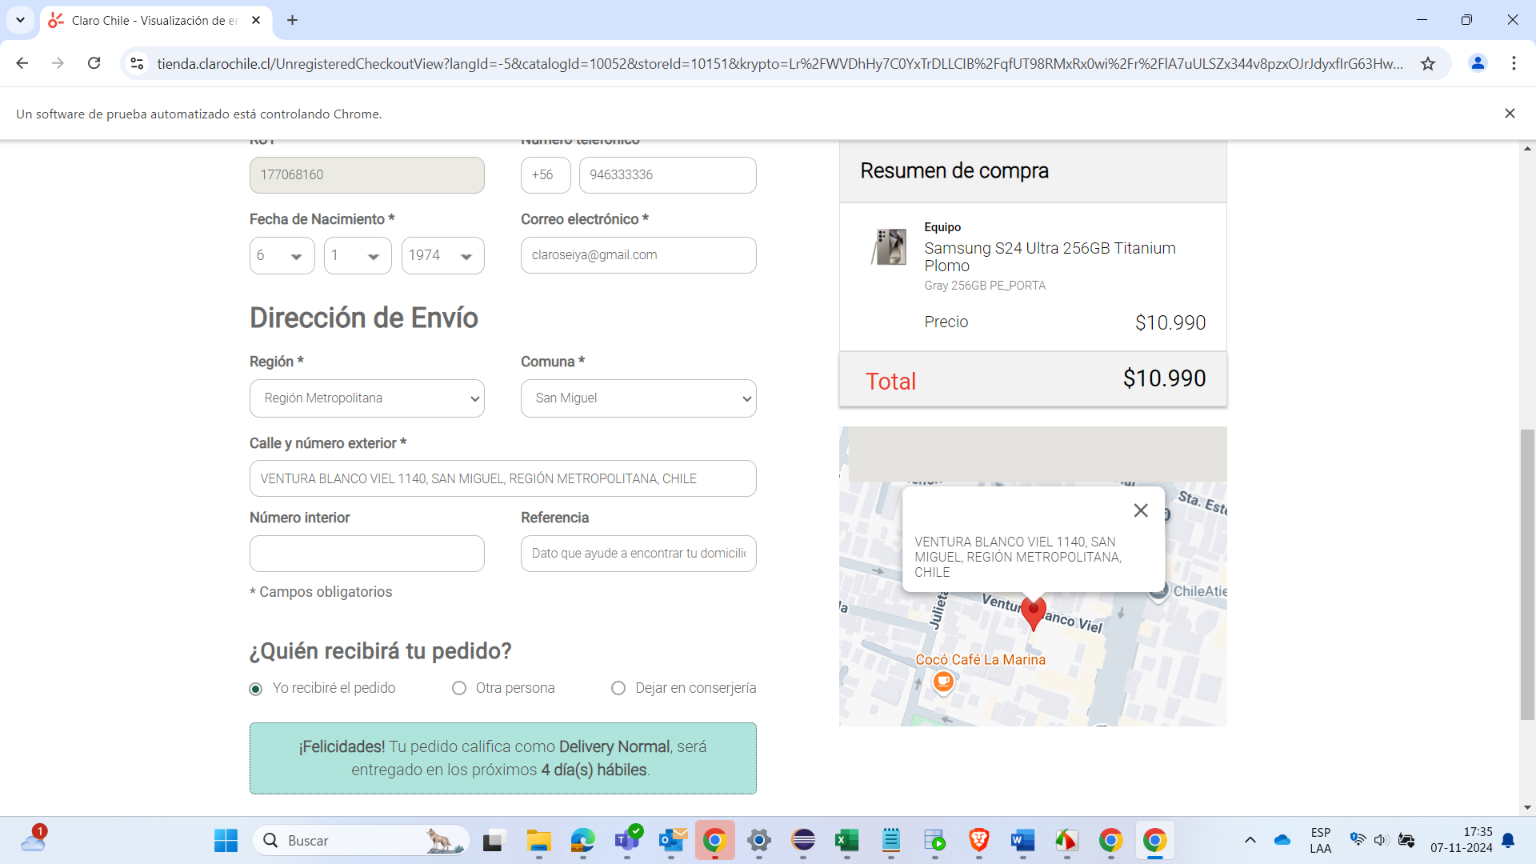 Claro Chile - Visualización de e
tienda.clarochile.cl/UnregisteredCheckoutView?langId=-5&catalogId=10052&storeId=10151&krypto=Lr%2FWVDhHy7C0YxTrDLLCIB%2FqfUT98RMxRx0wi%2Fr%2FlA7uULSZx344v8pzxOJrJdyxfIrG63Hw...
Un software de prueba automatizado está controlando Chrome.
RUT
Número telefónico
177068160
+56
946333336
Fecha de Nacimiento *
Correo electrónico *
6
1
1974
claroseiya@gmail.com
Dirección de Envío
Región *
Comuna *
Región Metropolitana
San Miguel
Calle y número exterior *
VENTURA BLANCO VIEL 1140, SAN MIGUEL, REGIÓN METROPOLITANA, CHILE
Número interior
Referencia
Dato que ayude a encontrar tu domicili
* Campos obligatorios
¿Quién recibirá tu pedido?
Yo recibiré el pedido
Otra persona
Dejar en conserjería
¡Felicidades! Tu pedido califica como Delivery Normal, será
entregado en los próximos 4 día(s) hábiles.
Resumen de compra
Equipo
Samsung S24 Ultra 256GB Titanium
Plomo
Gray 256GB PE_PORTA
Precio
$10.990
Total
$10.990
Sta. Este
VENTURA BLANCO VIEL 1140, SAN
MIGUEL, REGIÓN METROPOLITANA,
CHILE
ChileAtie
Julieta
Ventura Blanco Viel
Cocó Café La Marina
1
Buscar
ESP
LAA
17:35
07-11-2024